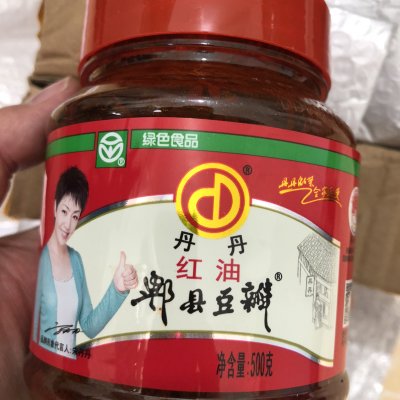 绿色食品
丹丹
红油
郫县豆瓣
净含量:500克